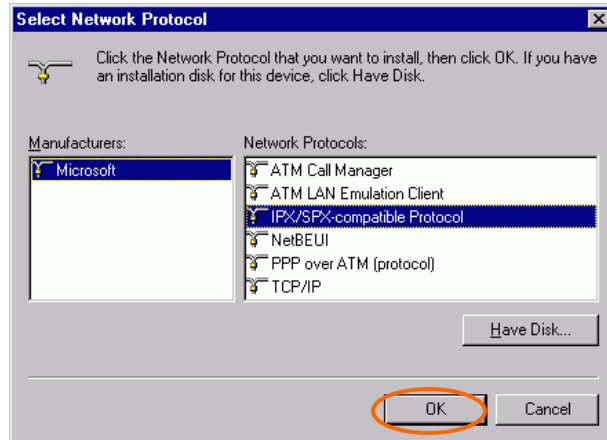 Select Network Protocol
Click the Network Protocol that you want to install, then click OK. If you have
an installation disk for this device, click Have Disk.
Manufacturers:
Microsoft
Network Protocols:
ATM Call Manager
ATM LAN Emulation Client
IPX/SPX-compatible Protocol
NetBEUI
PPP over ATM (protocol)
TCP/IP
Have Disk...
OK
Cancel